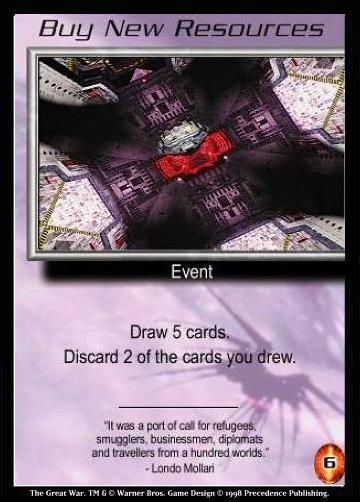 Buy New Resources
Event
Draw 5 cards.
Discard 2 of the cards you drew.
"It was a port of call for refugees,
smugglers, businessmen, diplomats
and travellers from a hundred worlds."
- Londo Mollari
6
The Great War. TM & © Warner Bros. Game Design © 1998 Precedence Publishing.